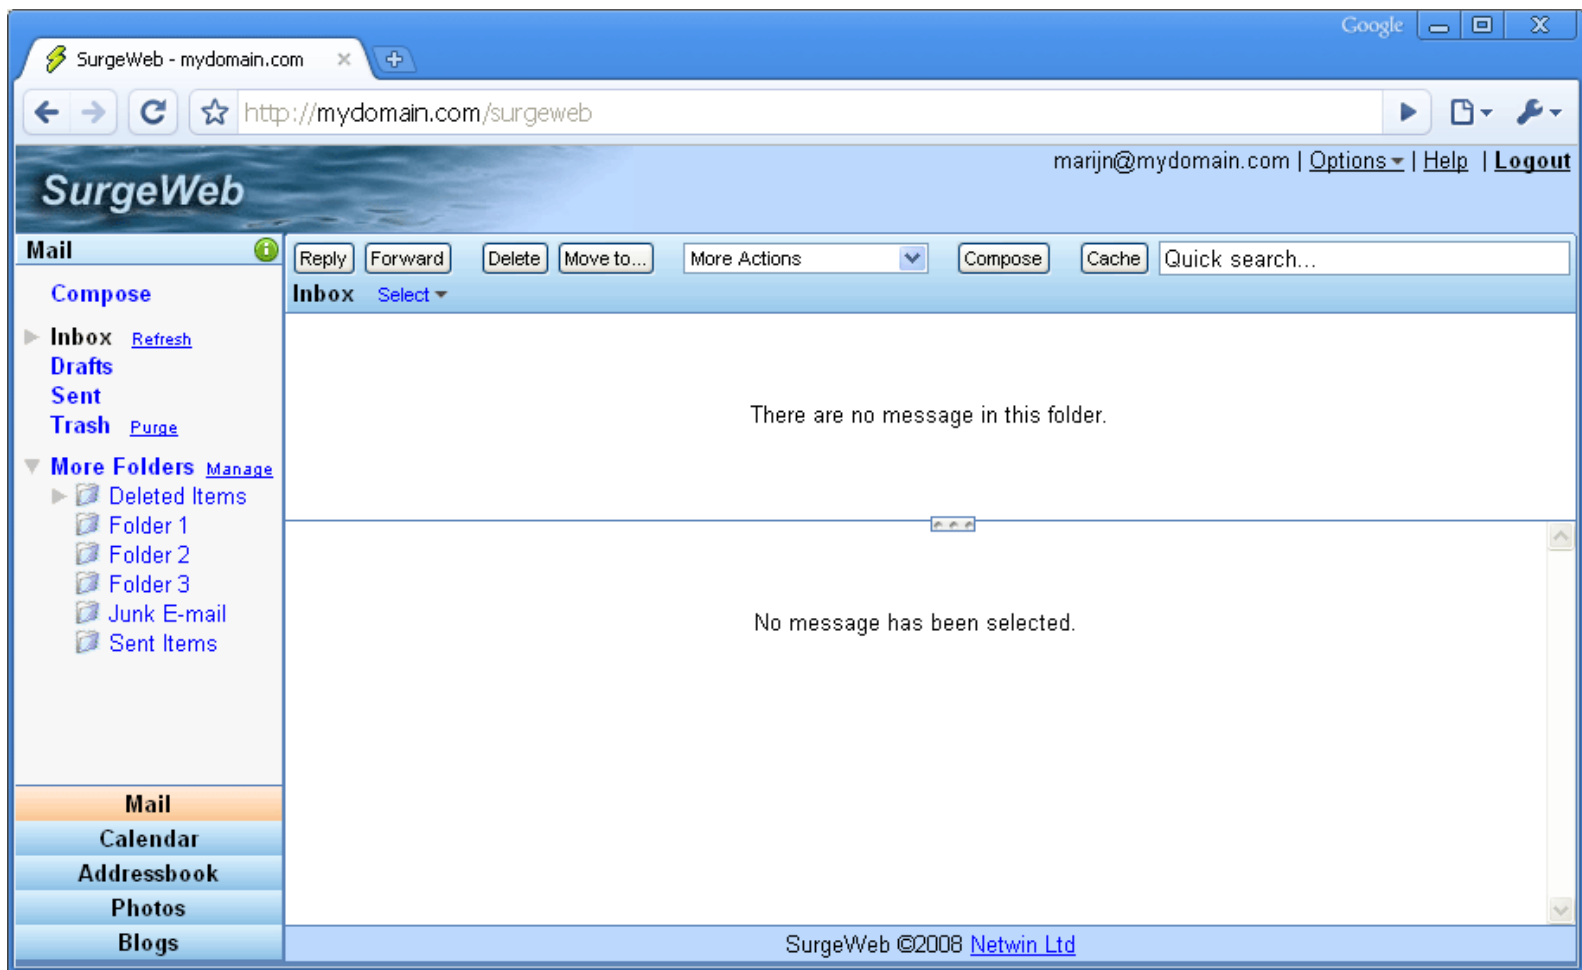 Google
SurgeWeb - mydomain.com
http://mydomain.com/surgeweb
marijn@mydomain.com | Options | Help | Logout
SurgeWeb
Mail
Reply Forward Delete Move to... More Actions Compose Cache Quick search...
Inbox Select
Compose
Inbox Refresh
Drafts
Sent
Trash Purge
More Folders Manage
Deleted Items
Folder 1
Folder 2
Folder 3
Junk E-mail
Sent Items
There are no message in this folder.
No message has been selected.
Mail
Calendar
Addressbook
Photos
Blogs
SurgeWeb ©2008 Netwin Ltd